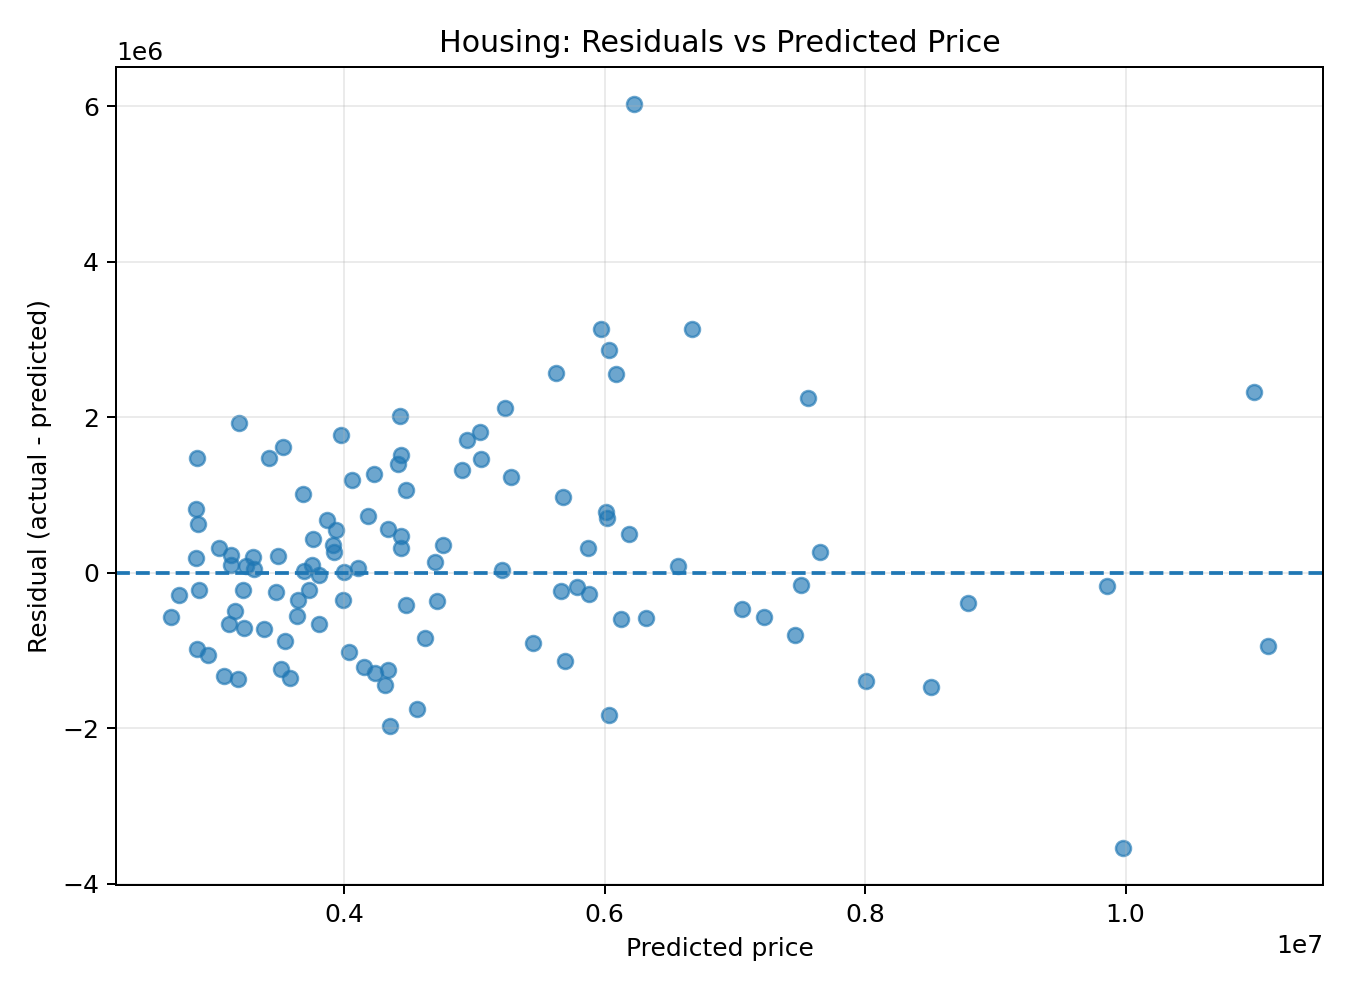 Housing: Residuals vs Predicted Price
1e6
6
4
2
0
−2
−4
Residual (actual - predicted)
0.4
0.6
0.8
1.0
1e7
Predicted price